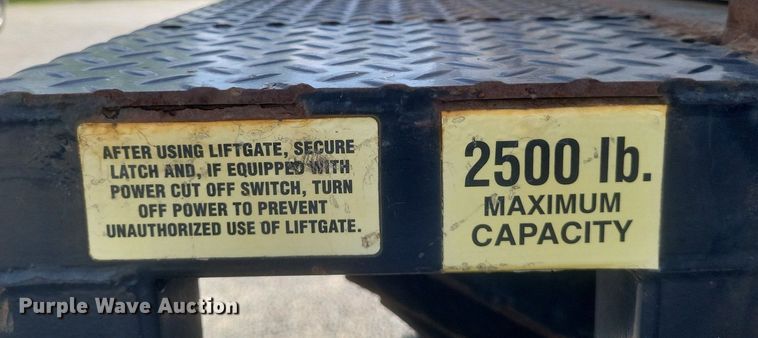 AFTER USING LIFTGATE, SECURE
LATCH AND, IF EQUIPPED WITH
POWER CUT OFF SWITCH, TURN
OFF POWER TO PREVENT
UNAUTHORIZED USE OF LIFTGATE.
2500 lb.
MAXIMUM
CAPACITY
Purple Wave Auction